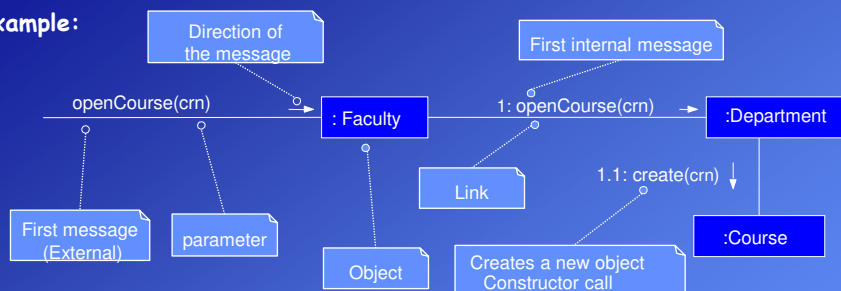 xample:
Direction of
the message
First internal message
openCourse(crn)
: Faculty
1: openCourse(crn)
:Department
Link
1.1: create(crn)
First message
(External)
parameter
Object
Creates a new object
Constructor call
:Course